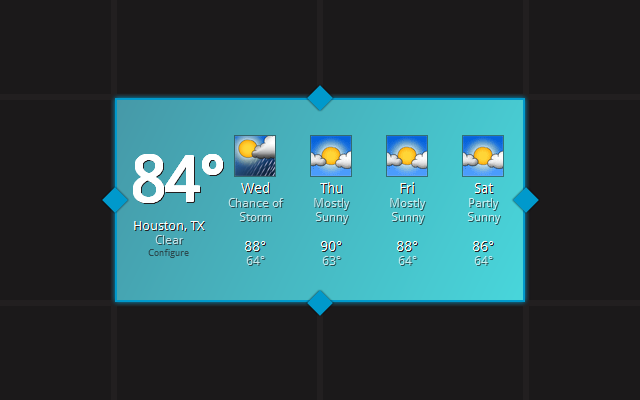 84°
Houston, TX
Clear
Configure
Wed
Chance of
Storm
88°
64°
Thu
Mostly
Sunny
90°
63°
Fri
Mostly
Sunny
88°
64°
Sat
Partly
Sunny
86°
64°